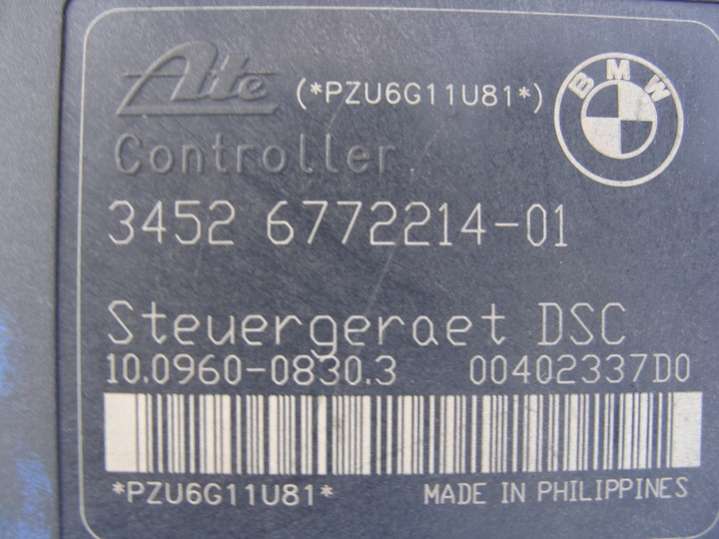 Ate (*PZU6G11U81*)
BMW
Controller
3452 6772214-01
Steuergeraet DSC
10.0960-0830.3 00402337D0
*PZU6G11U81* MADE IN PHILIPPINES